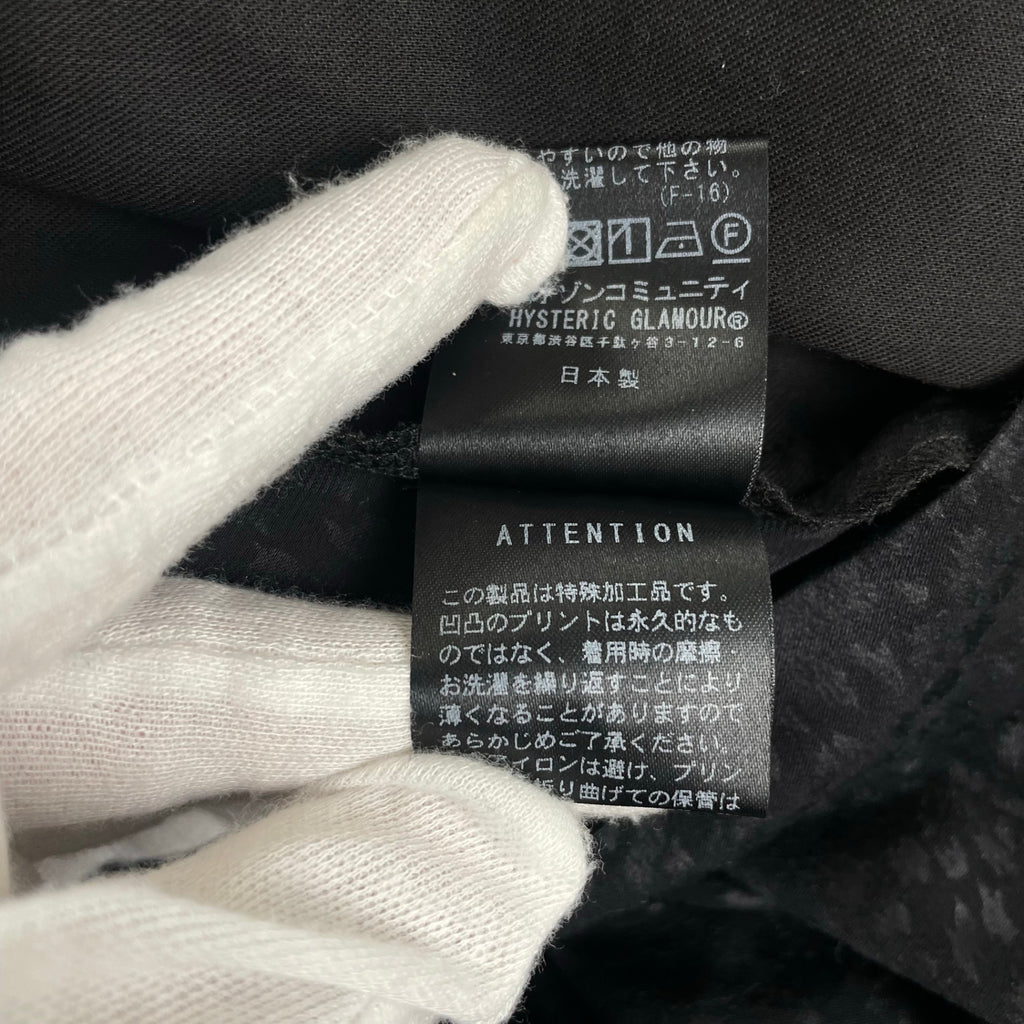 やすいので他の物
洗濯して下さい。
(F-16)
F
オゾンコミュニティ
HYSTERIC GLAMOUR®
東京都渋谷区千駄ヶ谷3-12-6
日本製
ATTENTION
この製品は特殊加工品です。
凹凸のプリントは永久的なも
のではなく、着用時の摩擦・
お洗濯を繰り返すことにより
薄くなることがありますので
あらかじめご了承ください。
イロンは避け、プリン
折り曲げての保管は